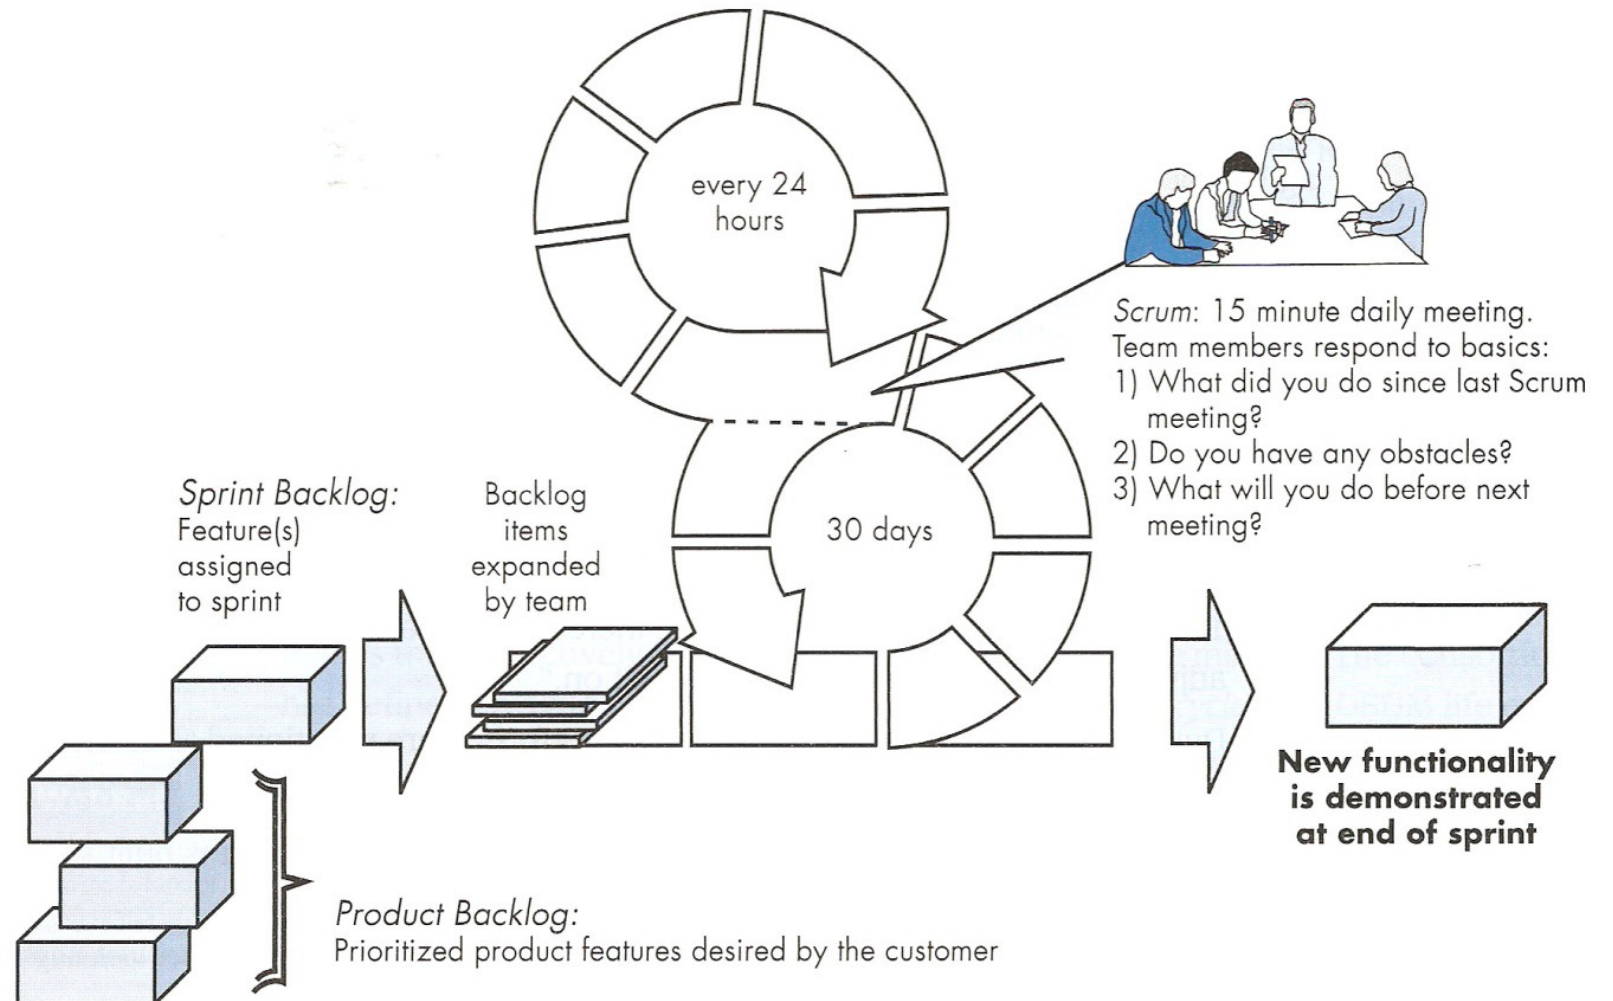 every 24
hours
Scrum: 15 minute daily meeting.
Team members respond to basics:
1) What did you do since last Scrum
meeting?
2) Do you have any obstacles?
3) What will you do before next
meeting?
Sprint Backlog:
Feature(s)
assigned
to sprint
Backlog
items
expanded
by team
30 days
New functionality
is demonstrated
at end of sprint
Product Backlog:
Prioritized product features desired by the customer